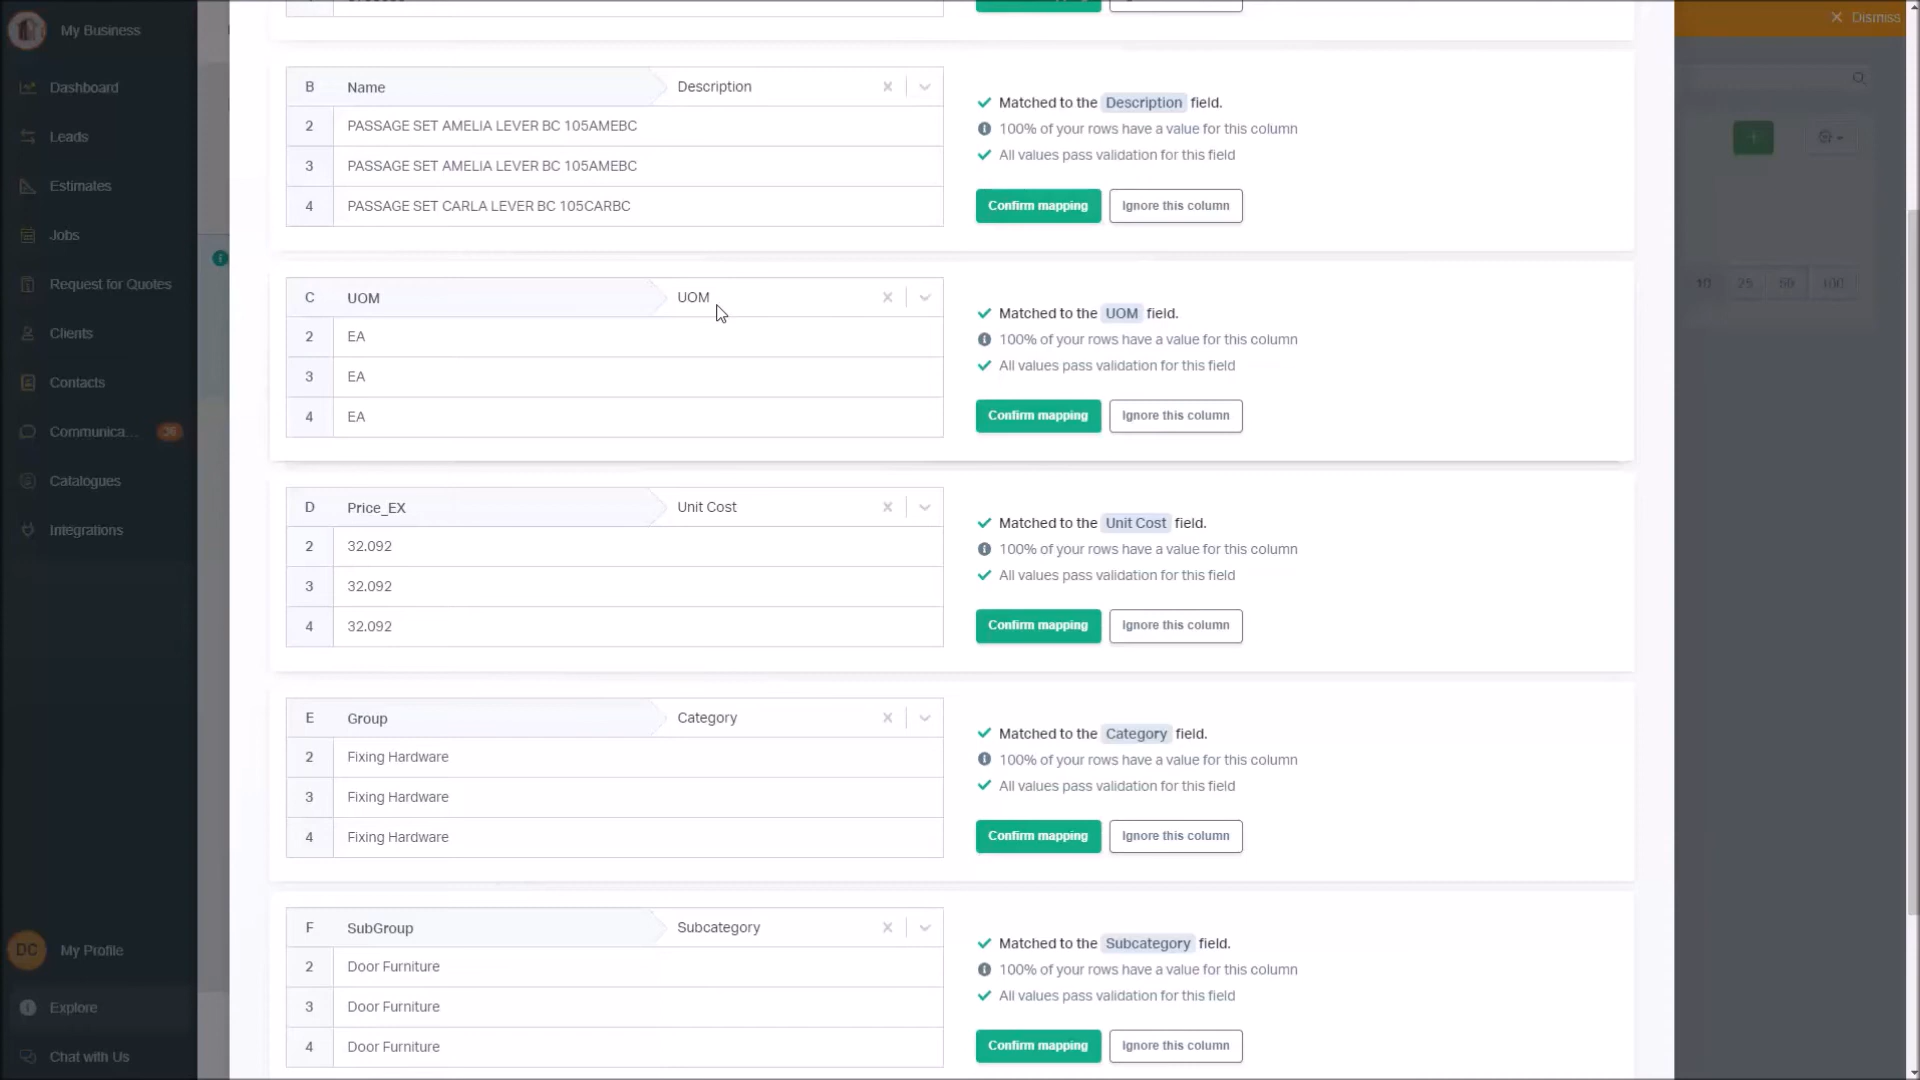 My Business
Dismiss
Dashboard
Leads
Estimates
Jobs
Request for Quotes
Clients
Contacts
Communica... 36
Catalogues
Integrations
DC My Profile
Explore
Chat with Us
B Name Description
2 PASSAGE SET AMELIA LEVER BC 105AMEBC
3 PASSAGE SET AMELIA LEVER BC 105AMEBC
4 PASSAGE SET CARLA LEVER BC 105CARBC
Matched to the Description field.
100% of your rows have a value for this column
All values pass validation for this field
Confirm mapping Ignore this column
C UOM UOM
2 EA
3 EA
4 EA
Matched to the UOM field.
100% of your rows have a value for this column
All values pass validation for this field
Confirm mapping Ignore this column
D Price_EX Unit Cost
2 32.092
3 32.092
4 32.092
Matched to the Unit Cost field.
100% of your rows have a value for this column
All values pass validation for this field
Confirm mapping Ignore this column
E Group Category
2 Fixing Hardware
3 Fixing Hardware
4 Fixing Hardware
Matched to the Category field.
100% of your rows have a value for this column
All values pass validation for this field
Confirm mapping Ignore this column
F SubGroup Subcategory
2 Door Furniture
3 Door Furniture
4 Door Furniture
Matched to the Subcategory field.
100% of your rows have a value for this column
All values pass validation for this field
Confirm mapping Ignore this column
10 25 50 100